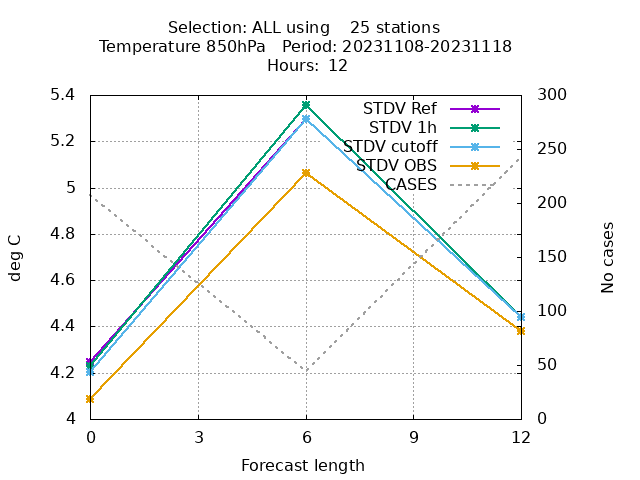 Selection: ALL using    25 stations
Temperature 850hPa   Period: 20231108-20231118
Hours:  12
STDV Ref
STDV 1h
STDV cutoff
STDV OBS
CASES
5.4
5.2
5
4.8
4.6
4.4
4.2
4
300
250
200
150
100
50
0
deg C
No cases
0 3 6 9 12
Forecast length